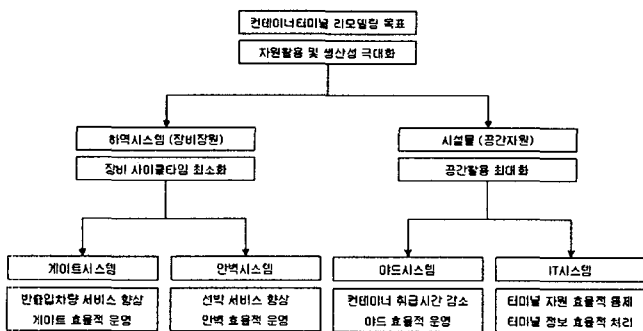 컨테이너터미널 리모델링 목표
자원활용 및 생산성 극대화
하역시스템 (장비장원)
시설물 (공간자원)
장비 사이클타임 최소화
공간활용 최대화
게이트시스템
안벽시스템
야드시스템
IT시스템
반출입차량 서비스 향상
게이트 효율적 운영
선박 서비스 향상
안벽 효율적 운영
컨테이너 취급시간 감소
야드 효율적 운영
터미널 자원 효율적 통제
터미널 정보 효율적 처리